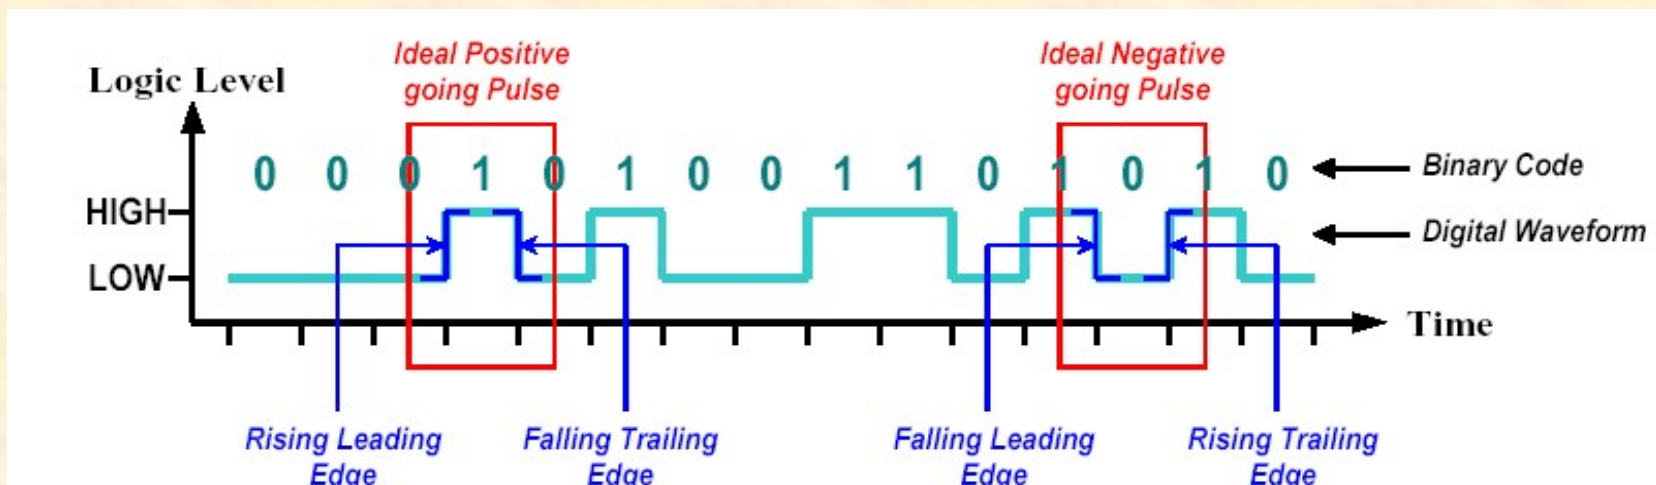 Ideal Positive
going Pulse
Ideal Negative
going Pulse
Logic Level
0 0 0 1 0 1 0 0 1 1 0 1 0 1 0
Binary Code
HIGH
Digital Waveform
LOW
Time
Rising Leading
Edge
Falling Trailing
Edge
Falling Leading
Edge
Rising Trailing
Edge